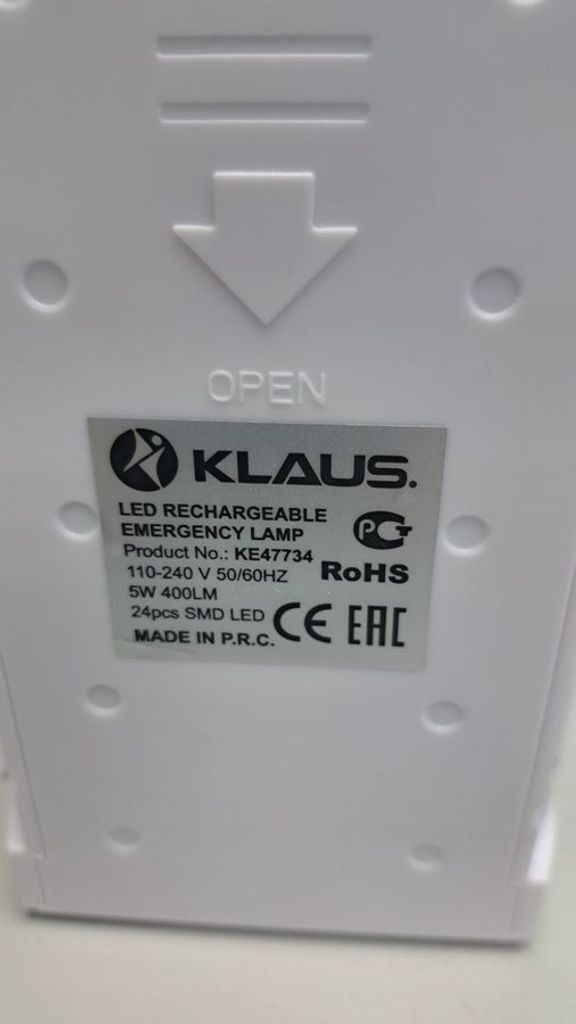 OPEN
KLAUS.
LED RECHARGEABLE
EMERGENCY LAMP
Product No.: KE47734
110-240 V 50/60HZ
RoHS
5W 400LM
24pcs SMD LED
CE EAC
MADE IN P.R.C.